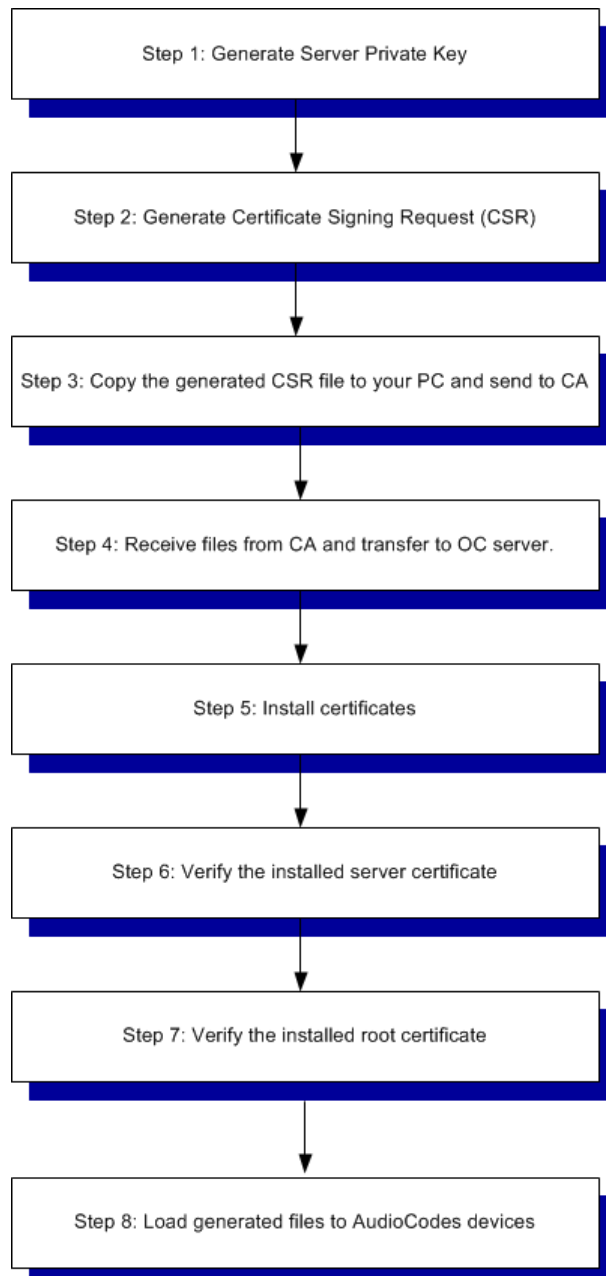 Step 1: Generate Server Private Key
Step 2: Generate Certificate Signing Request (CSR)
Step 3: Copy the generated CSR file to your PC and send to CA
Step 4: Receive files from CA and transfer to OC server.
Step 5: Install certificates
Step 6: Verify the installed server certificate
Step 7: Verify the installed root certificate
Step 8: Load generated files to AudioCodes devices